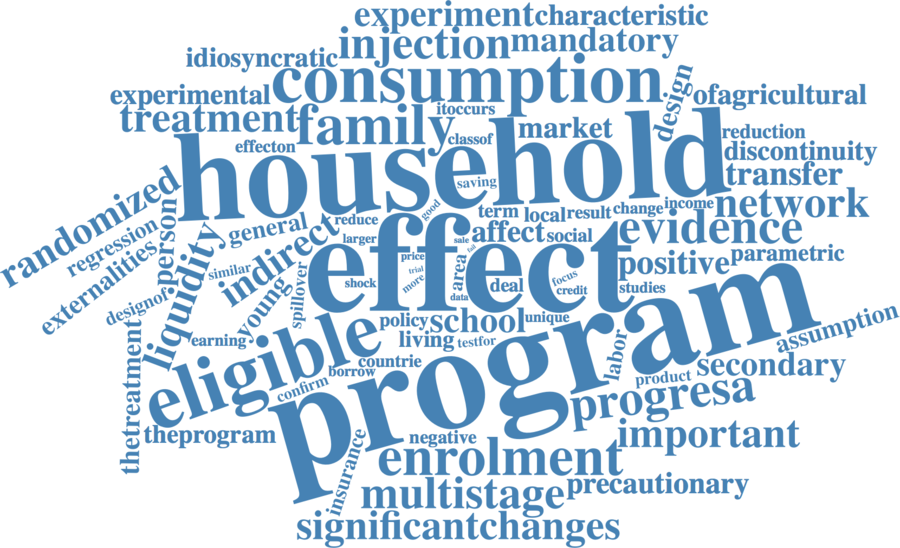 experiment
characteristic
injection
mandatory
idiosyncratic
consumption
design
experimental
itoccurs
ofagricultural
treatment
family
classof
market
reduction
effecton
household
discontinuity
saving
transfer
randomized
person
good
term
local
result
change
income
network
regression
general
indirect
reduce
effect
affect
social
evidence
externalities
liquidity
larger
sale
fall
positive
parametric
similar
young
spillover
price
trial
more
area
shock
data
deal
focus
credit
studies
designof
earning
eligible
policy
school
unique
program
assumption
living
testfor
labor
thetreatment
countrie
borrow
confirm
product
secondary
progresa
theprogram
negative
important
insurance
enrolment
multistage
precautionary
significantchanges